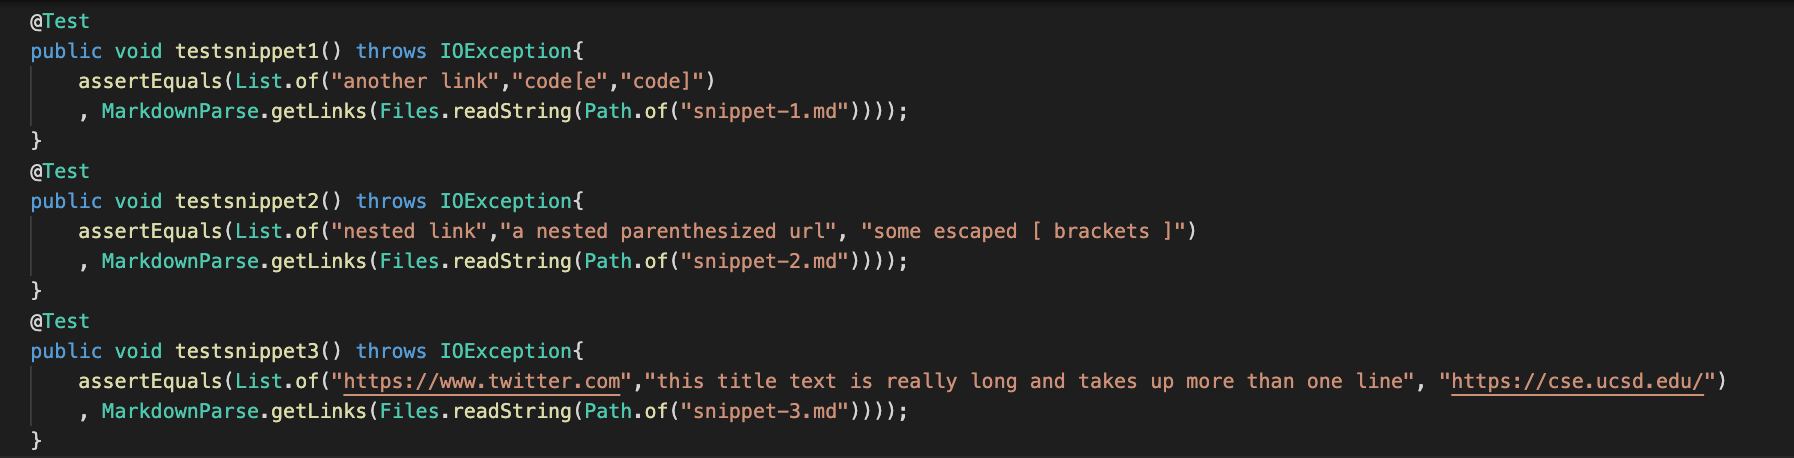 @Test
public void testsnippet1() throws IOException{
    assertEquals(List.of("another link","code[e","code]")
    , MarkdownParse.getLinks(Files.readString(Path.of("snippet-1.md"))));
}
@Test
public void testsnippet2() throws IOException{
    assertEquals(List.of("nested link","a nested parenthesized url", "some escaped [ brackets ]")
    , MarkdownParse.getLinks(Files.readString(Path.of("snippet-2.md"))));
}
@Test
public void testsnippet3() throws IOException{
    assertEquals(List.of("https://www.twitter.com","this title text is really long and takes up more than one line", "https://cse.ucsd.edu/")
    , MarkdownParse.getLinks(Files.readString(Path.of("snippet-3.md"))));
}